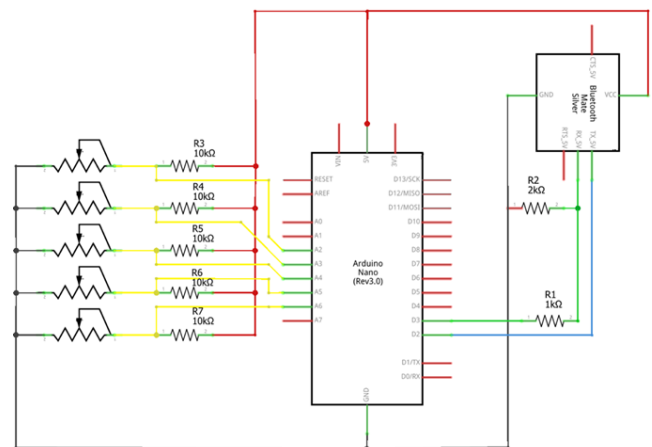 CTS_5V
GND
Bluetooth
Mate
Silver
VCC
RTS_5V
RX_5V
TX_5V
R3
10kΩ
R4
10kΩ
R5
10kΩ
R6
10kΩ
R7
10kΩ
VIN
5V
3V3
RESET
AREF
A0
A1
A2
A3
A4
A5
A6
A7
Arduino
Nano
(Rev3.0)
D13/SCK
D12/MISO
D11/MOSI
D10
D9
D8
D7
D6
D5
D4
D3
D2
D1/TX
D0/RX
GND
R2
2kΩ
R1
1kΩ